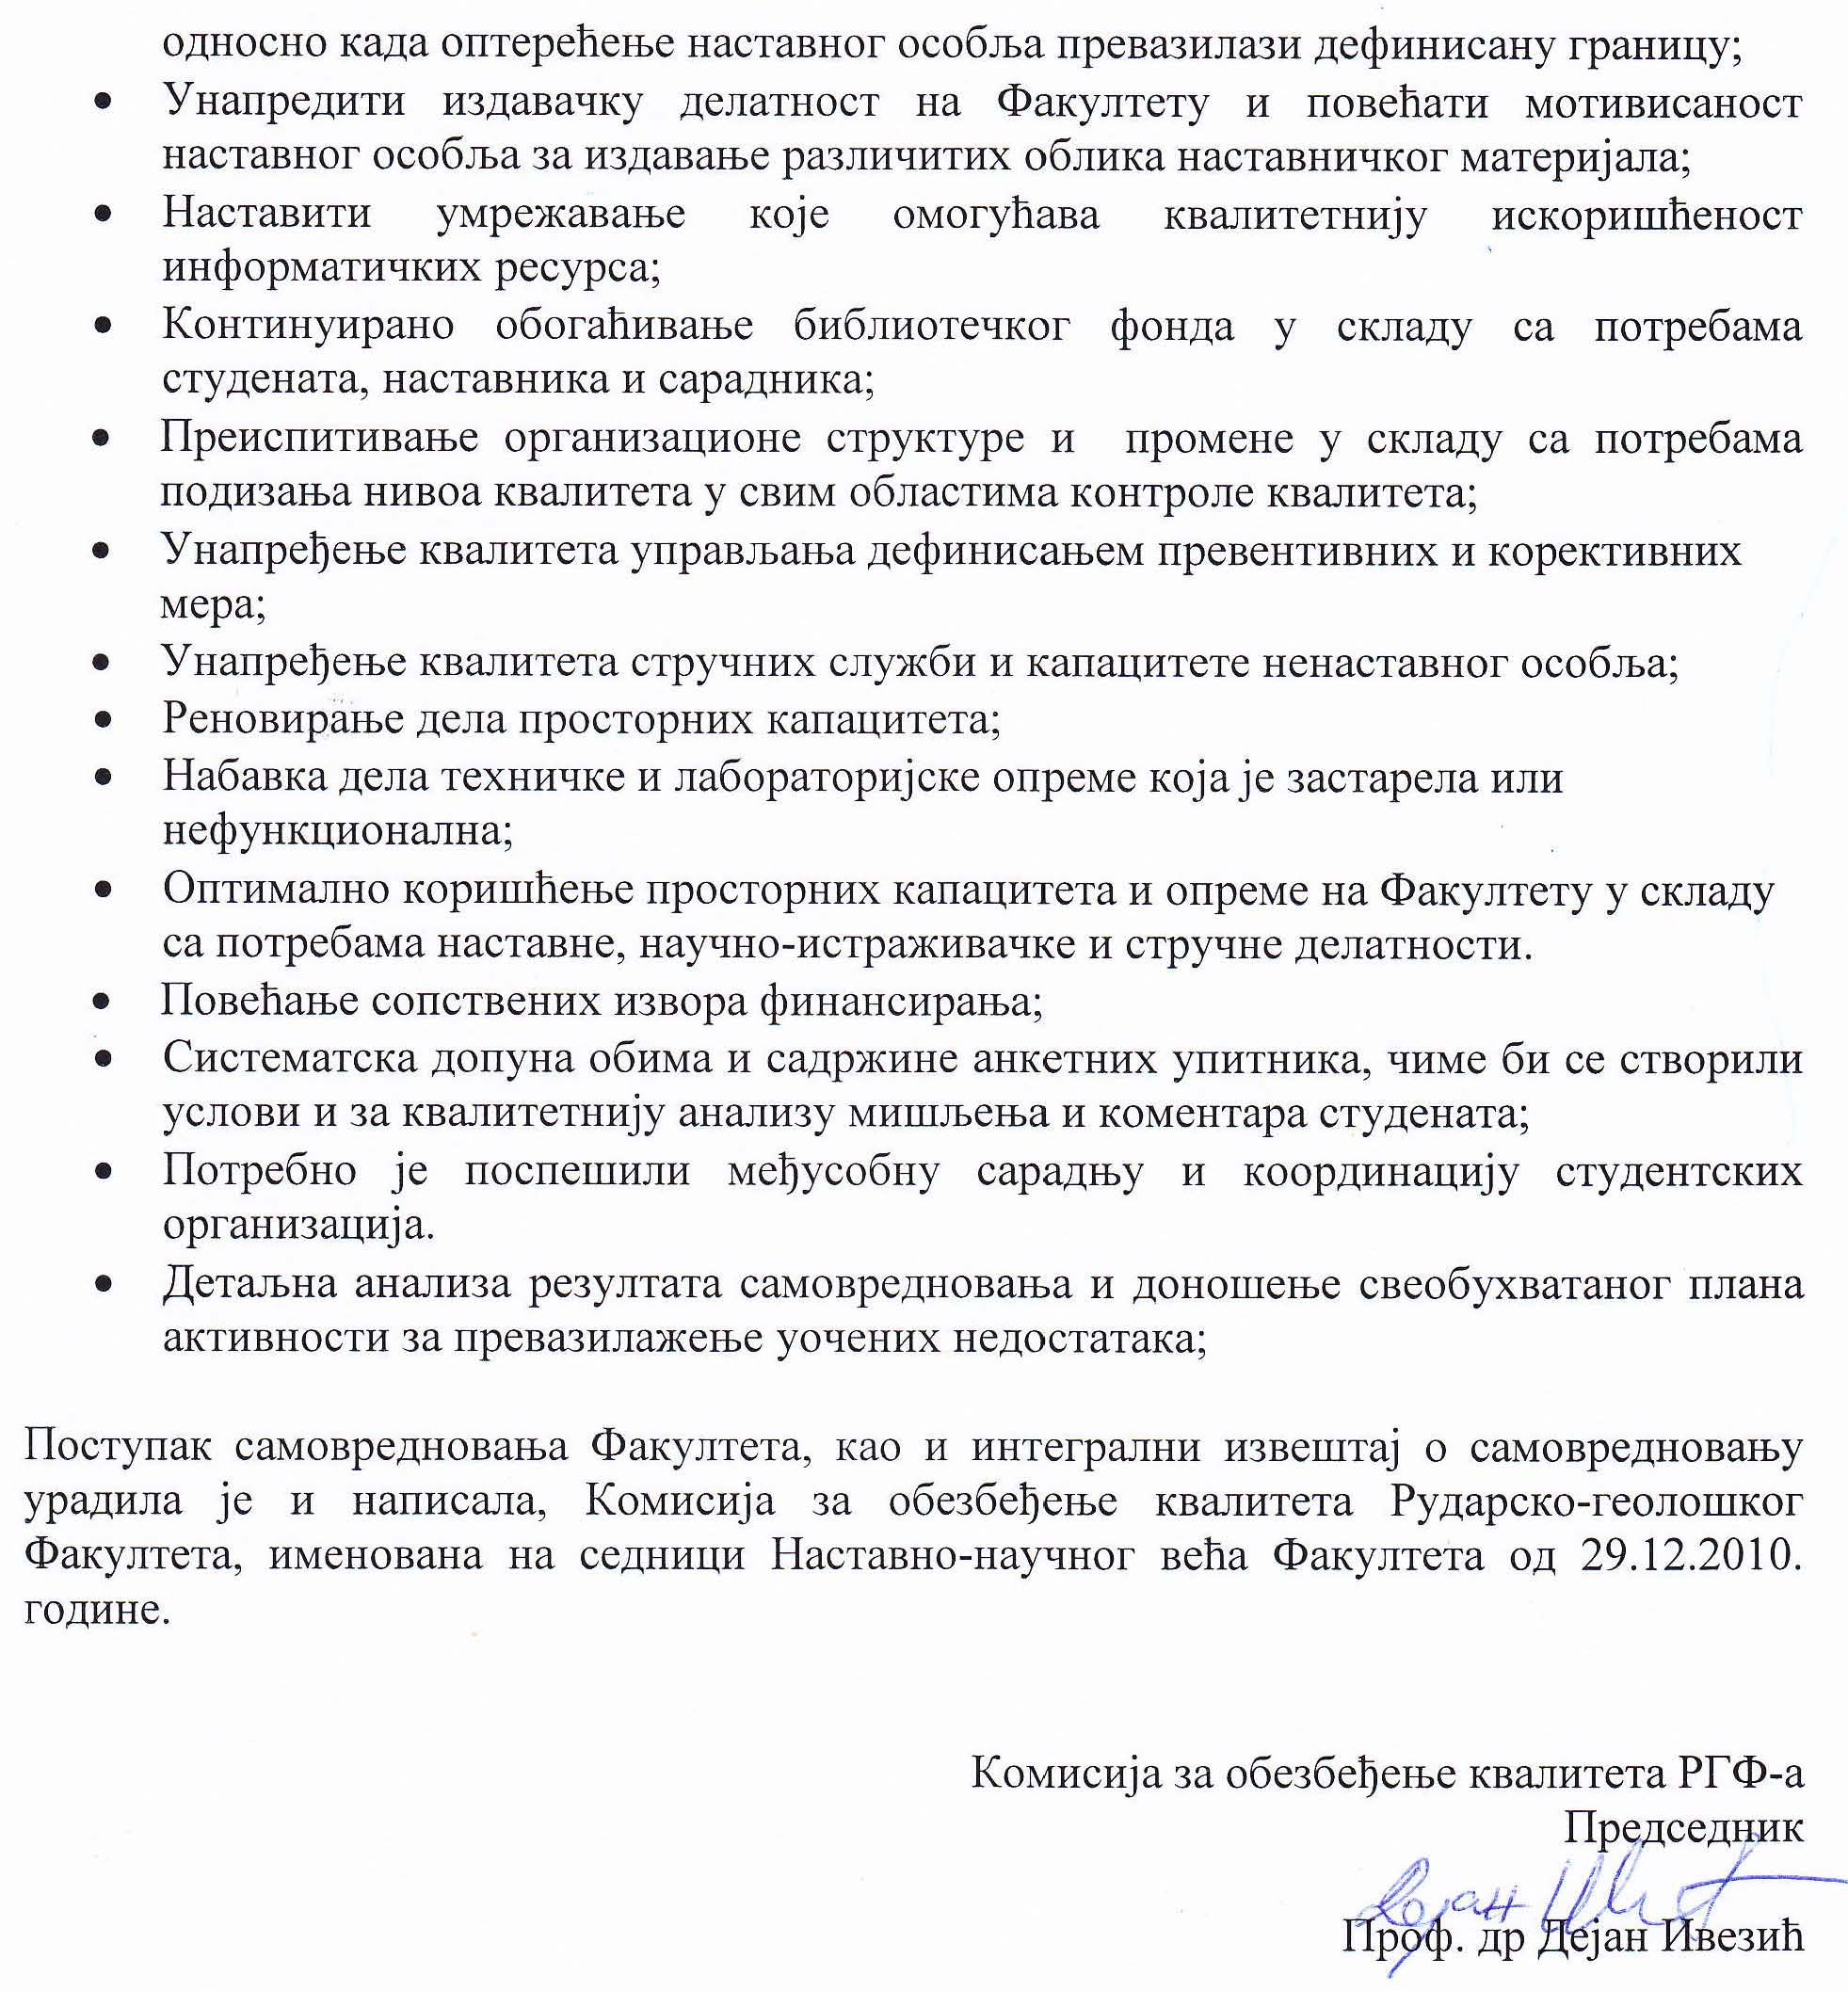 односно када оптерећење наставног особља превазилази дефинисану границу;
• Унапредити издавачку делатност на Факултету и повећати мотивисаност
наставног особља за издавање различитих облика наставничког материјала;
• Наставити умрежавање које омогућава квалитетнију искоришћеност
информатичких ресурса;
• Континуирано обогаћивање библиотечког фонда у складу са потребама
студената, наставника и сарадника;
• Преиспитивање организационе структуре и промене у складу са потребама
подизања нивоа квалитета у свим областима контроле квалитета;
• Унапређење квалитета управљања дефинисањем превентивних и корективних
мера;
• Унапређење квалитета стручних служби и капацитете ненаставног особља;
• Реновирање дела просторних капацитета;
• Набавка дела техничке и лабораторијске опреме која је застарела или
нефункционална;
• Оптимално коришћење просторних капацитета и опреме на Факултету у складу
са потребама наставне, научно-истраживачке и стручне делатности.
• Повећање сопствених извора финансирања;
• Систематска допуна обима и садржине анкетних упитника, чиме би се створили
услови и за квалитетнију анализу мишљења и коментара студената;
• Потребно је поспешили међусобну сарадњу и координацију студентских
организација.
• Детаљна анализа резултата самовредновања и доношење свеобухватаног плана
активности за превазилажење уочених недостатака;
Поступак самовредновања Факултета, као и интегрални извештај о самовредновању
урадила је и написала, Комисија за обезбеђење квалитета Рударско-геолошког
Факултета, именована на седници Наставно-научног већа Факултета од 29.12.2010.
године.
Комисија за обезбеђење квалитета РГФ-а
Председник
Дејан Ивезић
Проф. др Дејан Ивезић